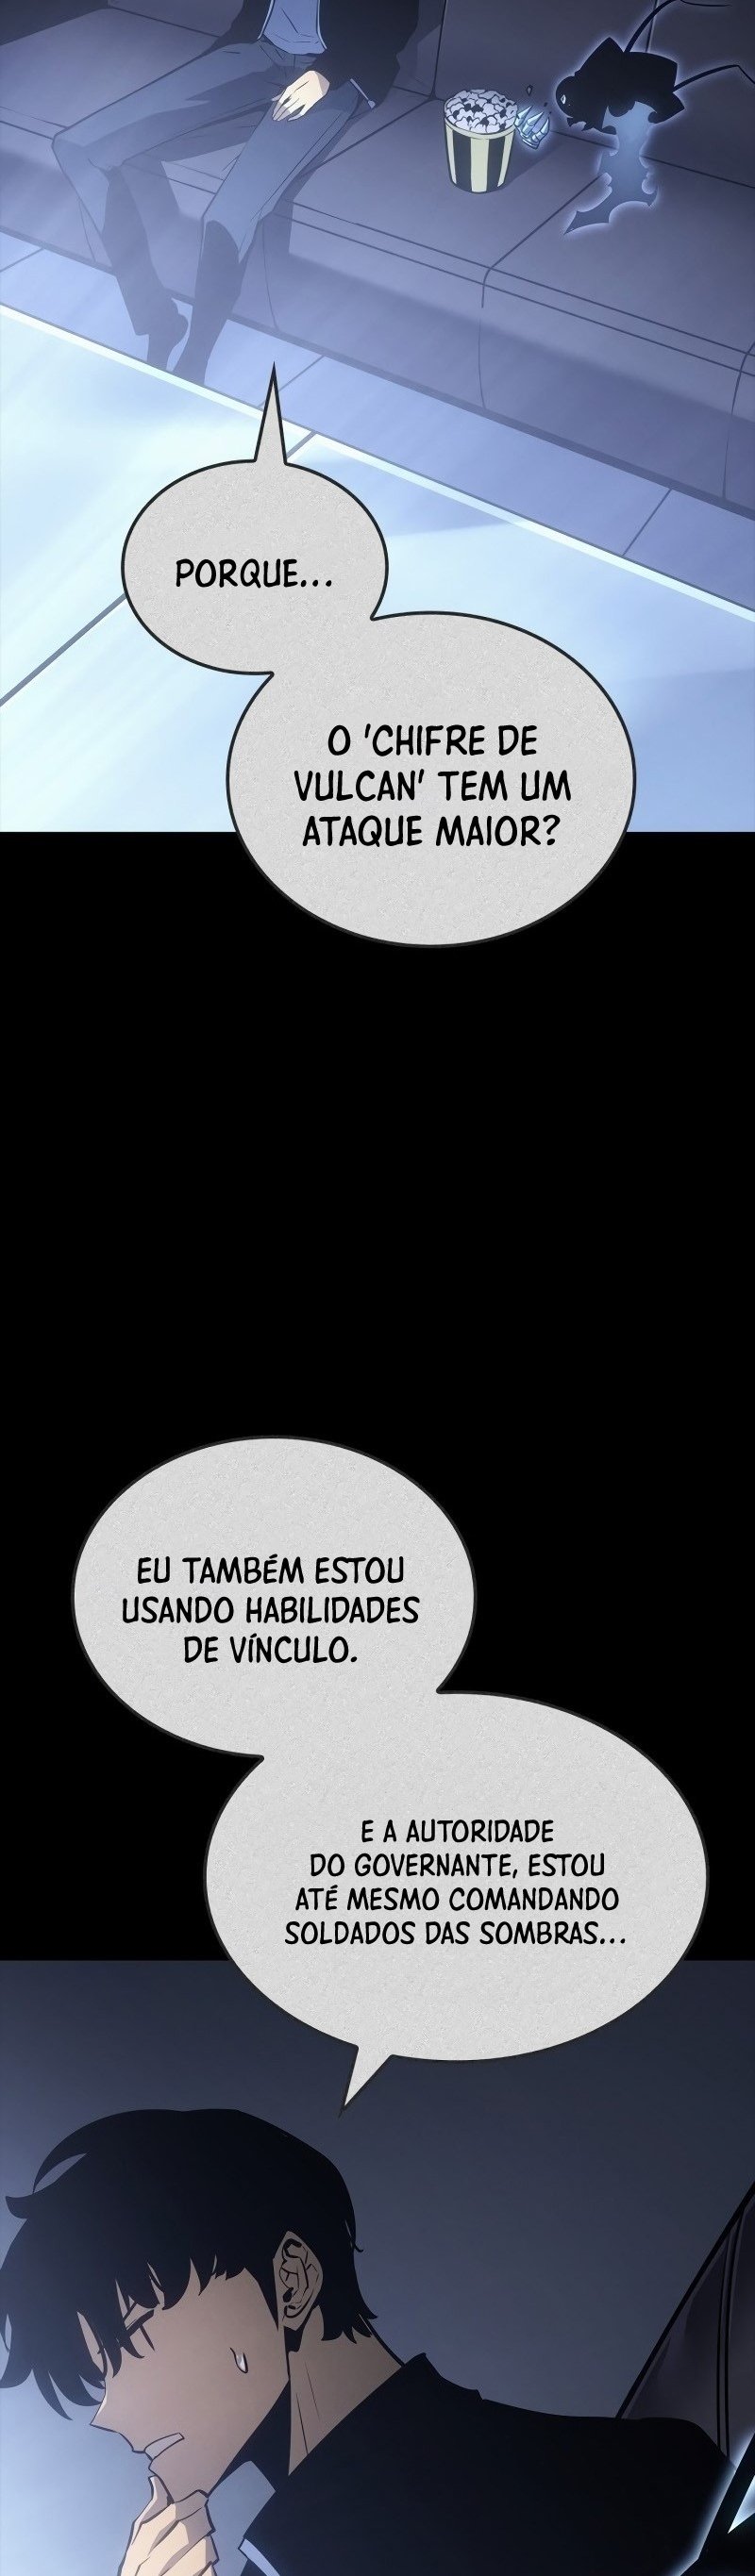 PORQUE...
O 'CHIFRE DE
VULCAN' TEM UM
ATAQUE MAIOR?
EU TAMBÉM ESTOU
USANDO HABILIDADES
DE VÍNCULO.
E A AUTORIDADE
DO GOVERNANTE, ESTOU
ATÉ MESMO COMANDANDO
SOLDADOS DAS SOMBRAS...